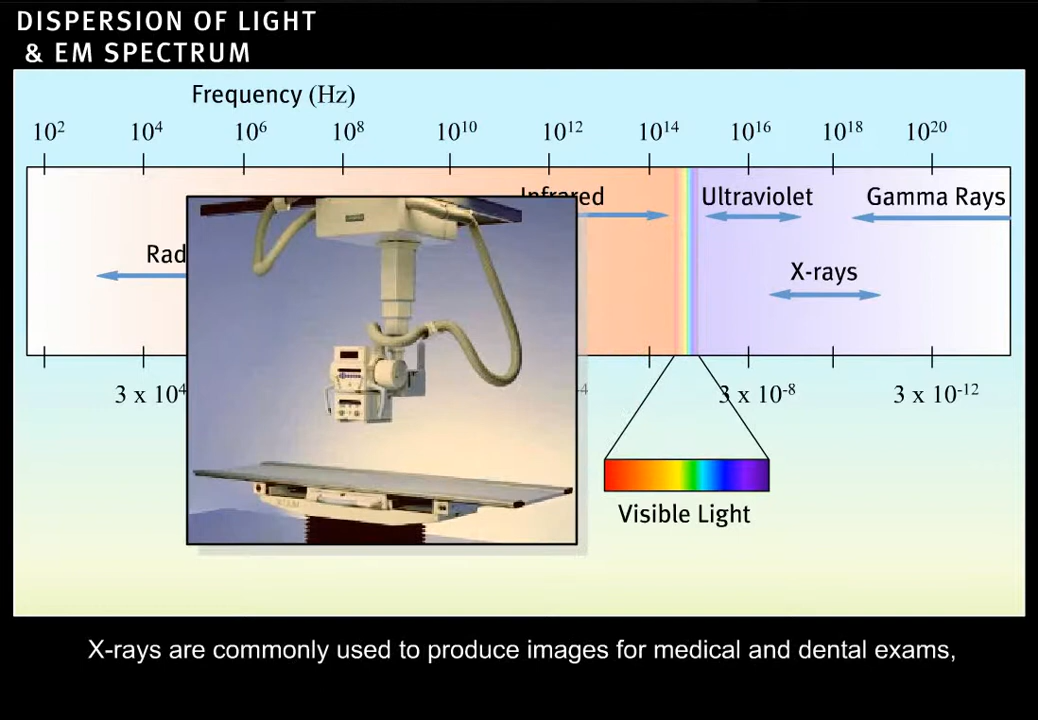 DISPERSION OF LIGHT
& EM SPECTRUM
Frequency (Hz)
10² 10⁴ 10⁶ 10⁸ 10¹⁰ 10¹² 10¹⁴ 10¹⁶ 10¹⁸ 10²⁰
Infrared Ultraviolet Gamma Rays
Rad
X-rays
3 x 10⁴ 3 x 10⁻⁸ 3 x 10⁻¹²
Visible Light
X-rays are commonly used to produce images for medical and dental exams,